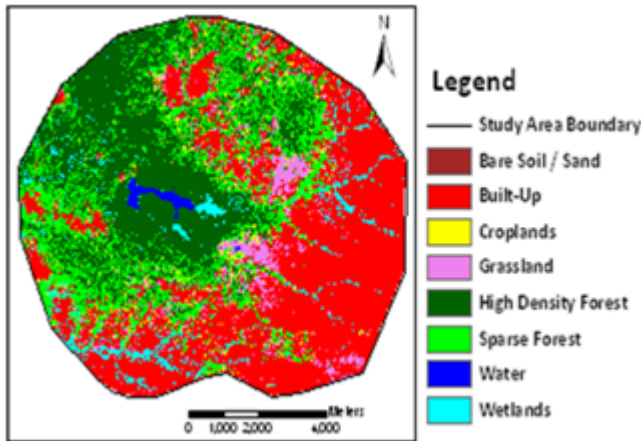 Legend
Study Area Boundary
Bare Soil / Sand
Built-Up
Croplands
Grassland
High Density Forest
Sparse Forest
Water
Wetlands
N
Meters
0 1,000 2,000 4,000